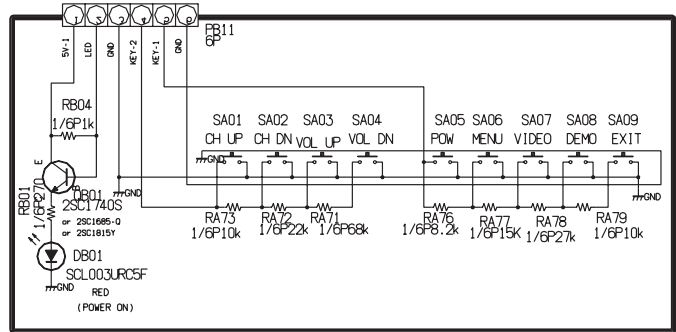 1 2 3 4 5 6
PB11
6P
5V-1
LED
GND
KEY-2
KEY-1
GND
RB04
1/6P1k
SA01
CH UP
SA02
CH DN
SA03
VOL UP
SA04
VOL DN
SA05
POW
SA06
MENU
SA07
VIDEO
SA08
DEMO
SA09
EXIT
GND
E
B
QB01
2SC1740S
or 2SC1685-Q
or 2SC1815Y
RB01
1/6P270
GND
GND
RA73
1/6P10k
RA72
1/6P22k
RA71
1/6P68k
RA76
1/6P8.2k
RA77
1/6P15K
RA78
1/6P27k
RA79
1/6P10k
DB01
SCL003URC5F
RED
(POWER ON)
GND